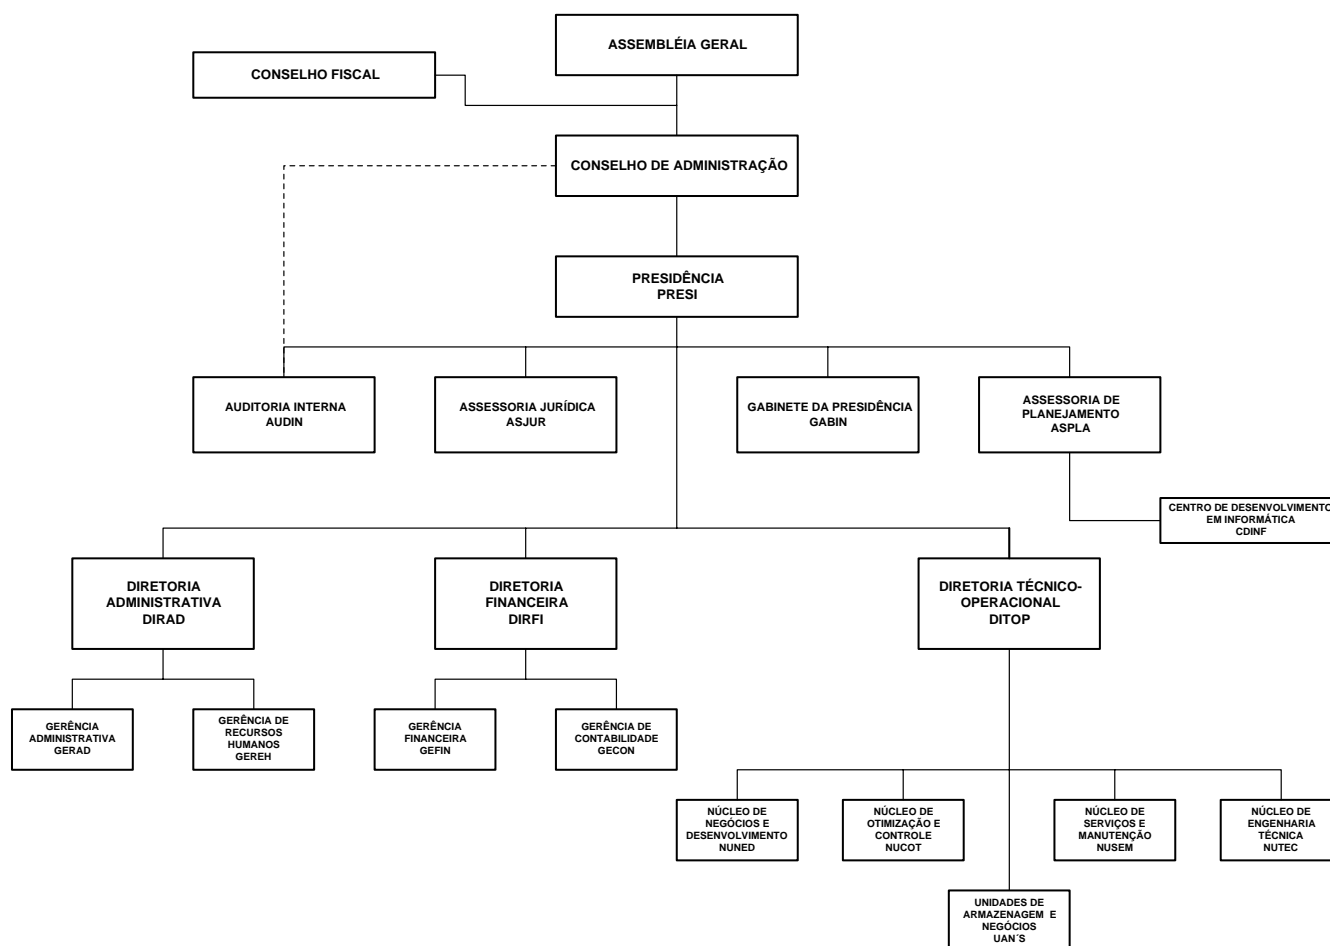 ASSEMBLÉIA GERAL
CONSELHO FISCAL
CONSELHO DE ADMINISTRAÇÃO
PRESIDÊNCIA
PRESI
AUDITORIA INTERNA
AUDIN
ASSESSORIA JURÍDICA
ASJUR
GABINETE DA PRESIDÊNCIA
GABIN
ASSESSORIA DE
PLANEJAMENTO
ASPLA
CENTRO DE DESENVOLVIMENTO
EM INFORMÁTICA
CDINF
DIRETORIA
ADMINISTRATIVA
DIRAD
DIRETORIA
FINANCEIRA
DIRFI
DIRETORIA TÉCNICO-
OPERACIONAL
DITOP
GERÊNCIA
ADMINISTRATIVA
GERAD
GERÊNCIA DE
RECURSOS
HUMANOS
GEREH
GERÊNCIA
FINANCEIRA
GEFIN
GERÊNCIA DE
CONTABILIDADE
GECON
NÚCLEO DE
NEGÓCIOS E
DESENVOLVIMENTO
NUNED
NÚCLEO DE
OTIMIZAÇÃO E
CONTROLE
NUCOT
NÚCLEO DE
SERVIÇOS E
MANUTENÇÃO
NUSEM
NÚCLEO DE
ENGENHARIA
TÉCNICA
NUTEC
UNIDADES DE
ARMAZENAGEM E
NEGÓCIOS
UAN´S